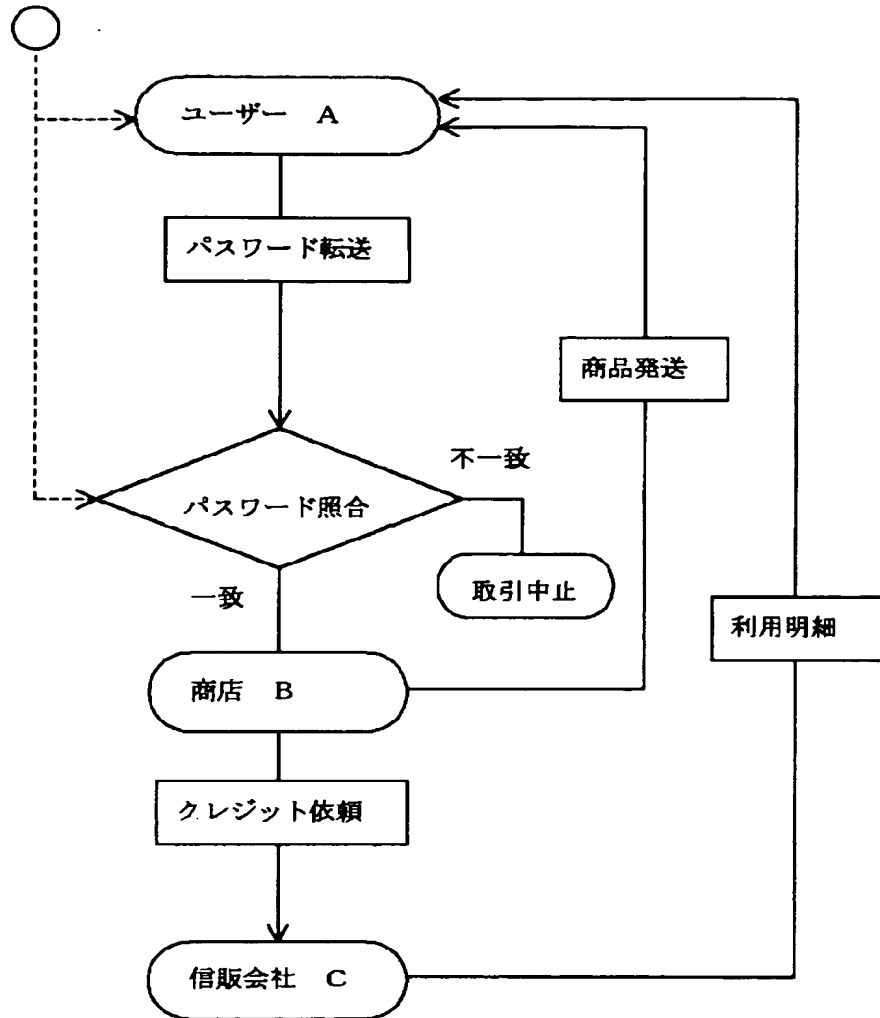 ユーザー A
パスワード転送
商品発送
不一致
パスワード照合
取引中止
一致
利用明細
商店 B
クレジット依頼
信販会社 C